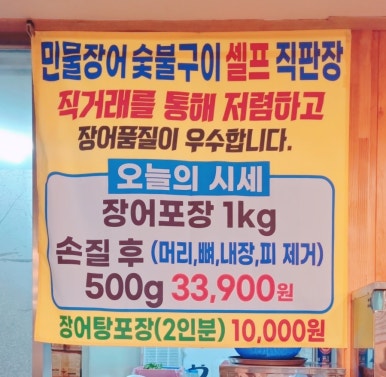 민물장어 숯불구이 셀프 직판장
직거래를 통해 저렴하고
장어품질이 우수합니다.
오늘의 시세
장어포장 1kg
손질 후 (머리,뼈,내장,피 제거)
500g 33,900원
장어탕포장(2인분) 10,000원